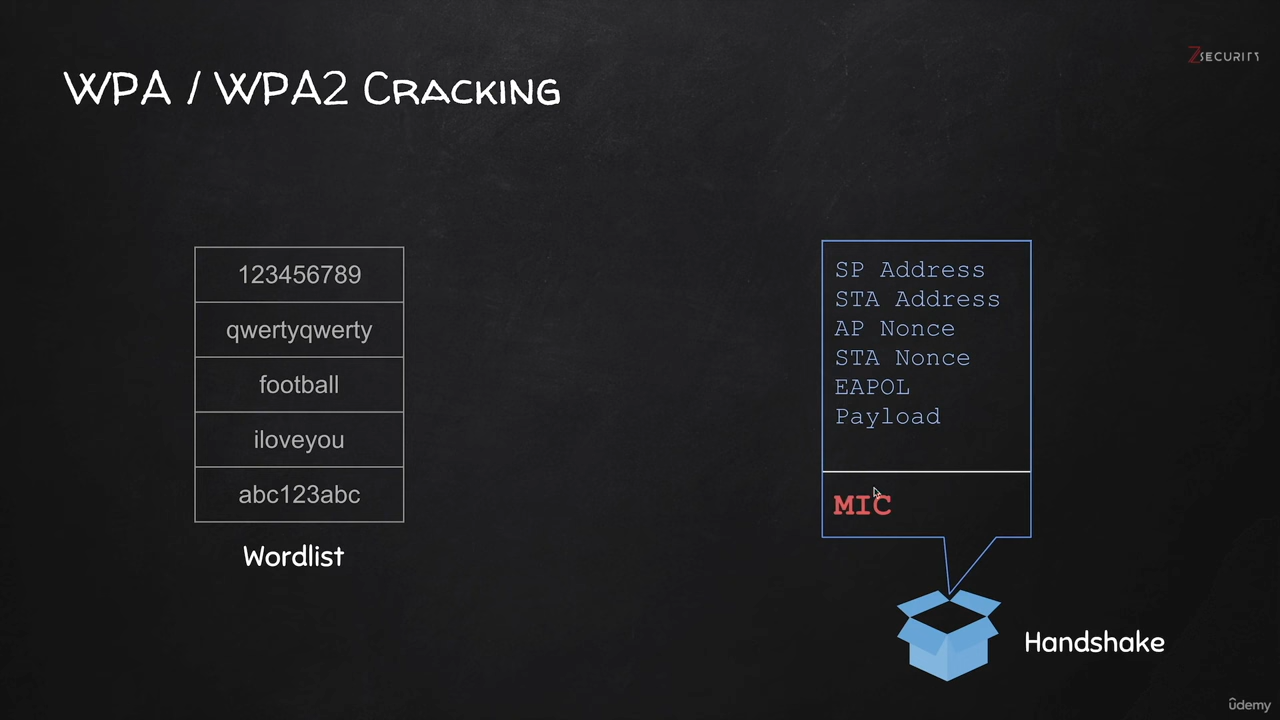 WPA / WPA2 Cracking
ZSECURITY
123456789
qwertyqwerty
football
iloveyou
abc123abc
Wordlist
SP Address
STA Address
AP Nonce
STA Nonce
EAPOL
Payload
MIC
Handshake
ûdemy